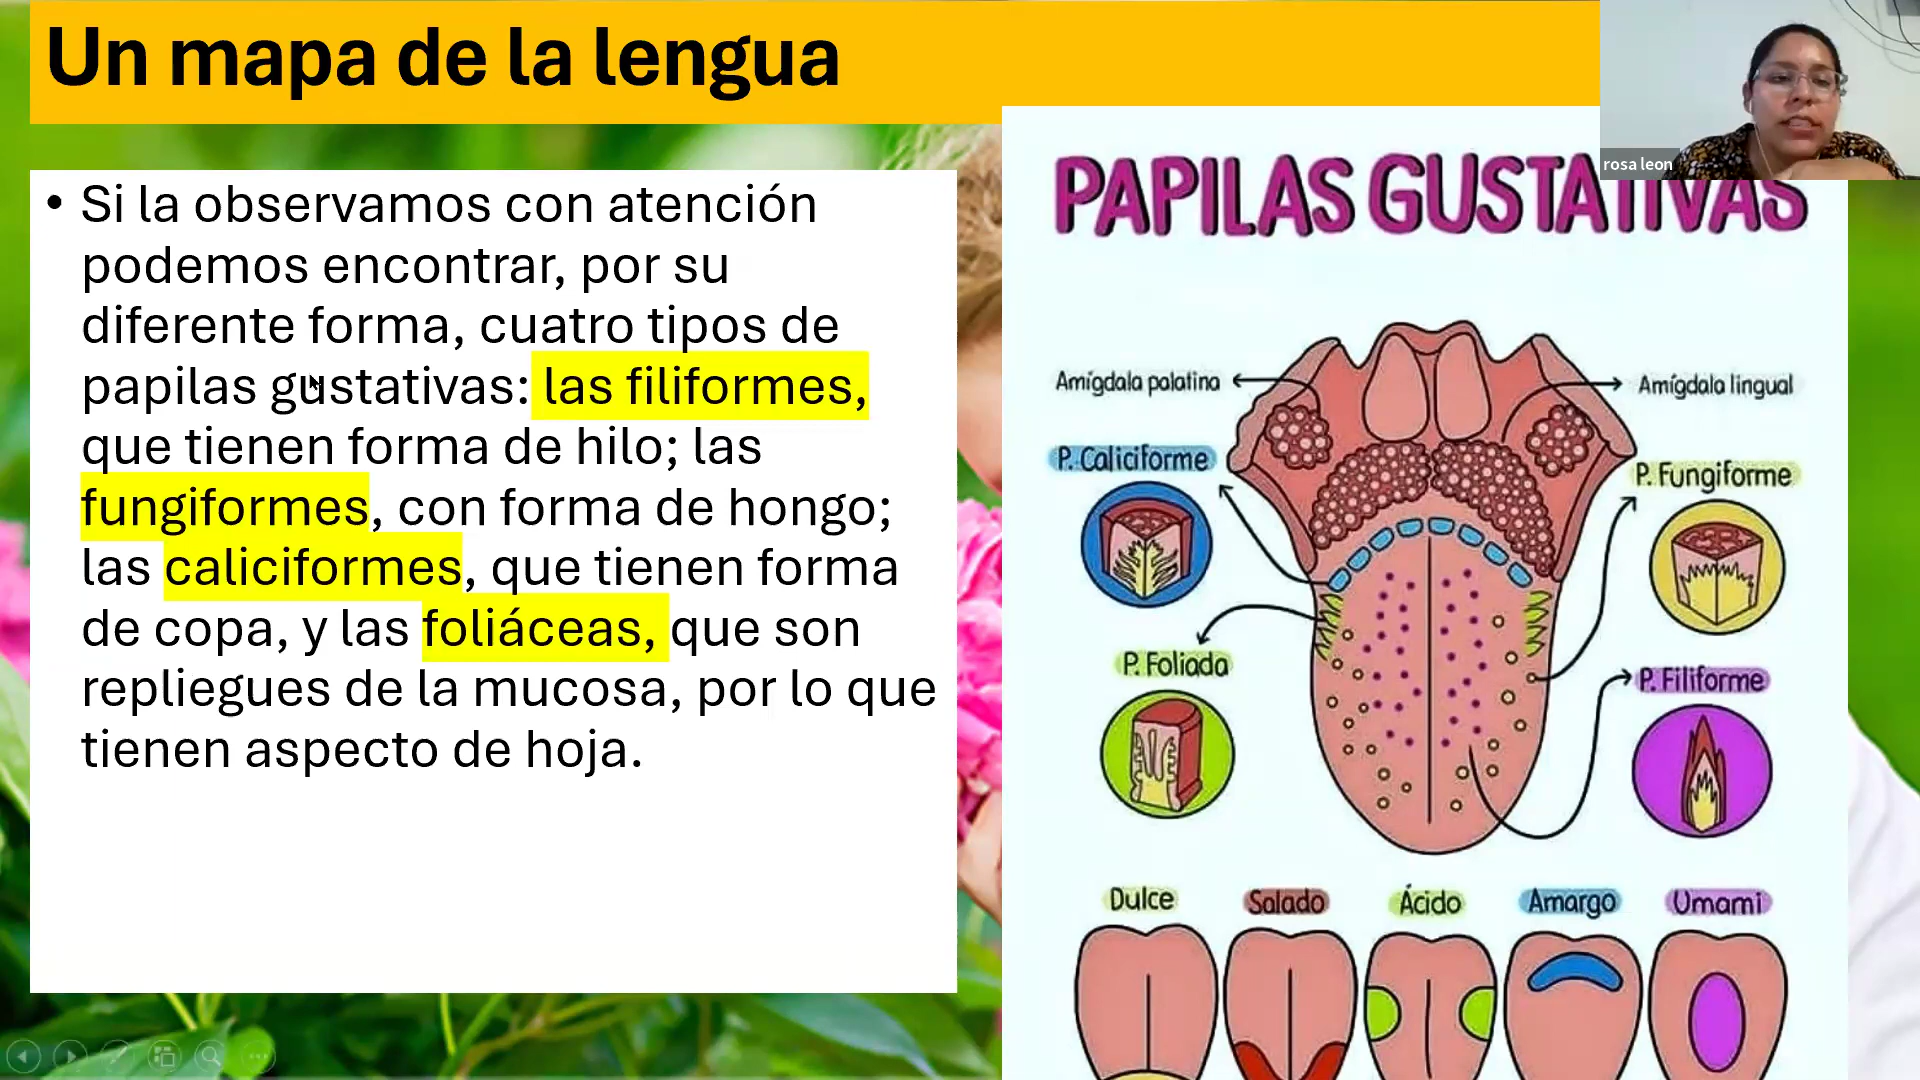 Un mapa de la lengua
rosa leon
• Si la observamos con atención
podemos encontrar, por su
diferente forma, cuatro tipos de
papilas gustativas: las filiformes,
que tienen forma de hilo; las
fungiformes, con forma de hongo;
las caliciformes, que tienen forma
de copa, y las foliáceas, que son
repliegues de la mucosa, por lo que
tienen aspecto de hoja.
PAPILAS GUSTATIVAS
Amígdala palatina
Amígdala lingual
P. Caliciforme
P. Fungiforme
P. Foliada
P. Filiforme
Dulce
Salado
Ácido
Amargo
Umami